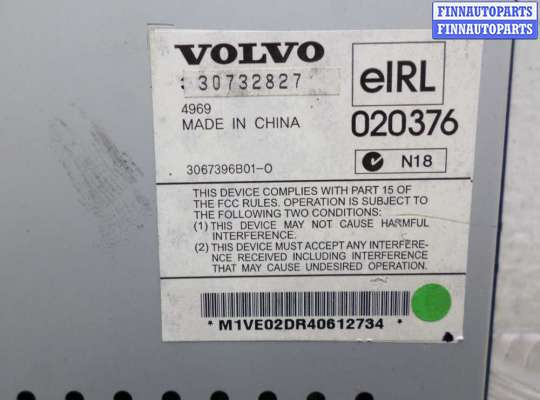 FINNAUTOPARTS
FINNAUTOPARTS
FINNAUTOPARTS
VOLVO
30732827
4969
MADE IN CHINA
eIRL
020376
3067396B01-O
N18
THIS DEVICE COMPLIES WITH PART 15 OF
THE FCC RULES. OPERATION IS SUBJECT TO
THE FOLLOWING TWO CONDITIONS:
(1) THIS DEVICE MAY NOT CAUSE HARMFUL
INTERFERENCE.
(2) THIS DEVICE MUST ACCEPT ANY INTERFE-
NCE RECEIVED INCLUDING INTERFERENCE
THAT MAY CAUSE UNDESIRED OPERATION.
* M1VE02DR40612734 *